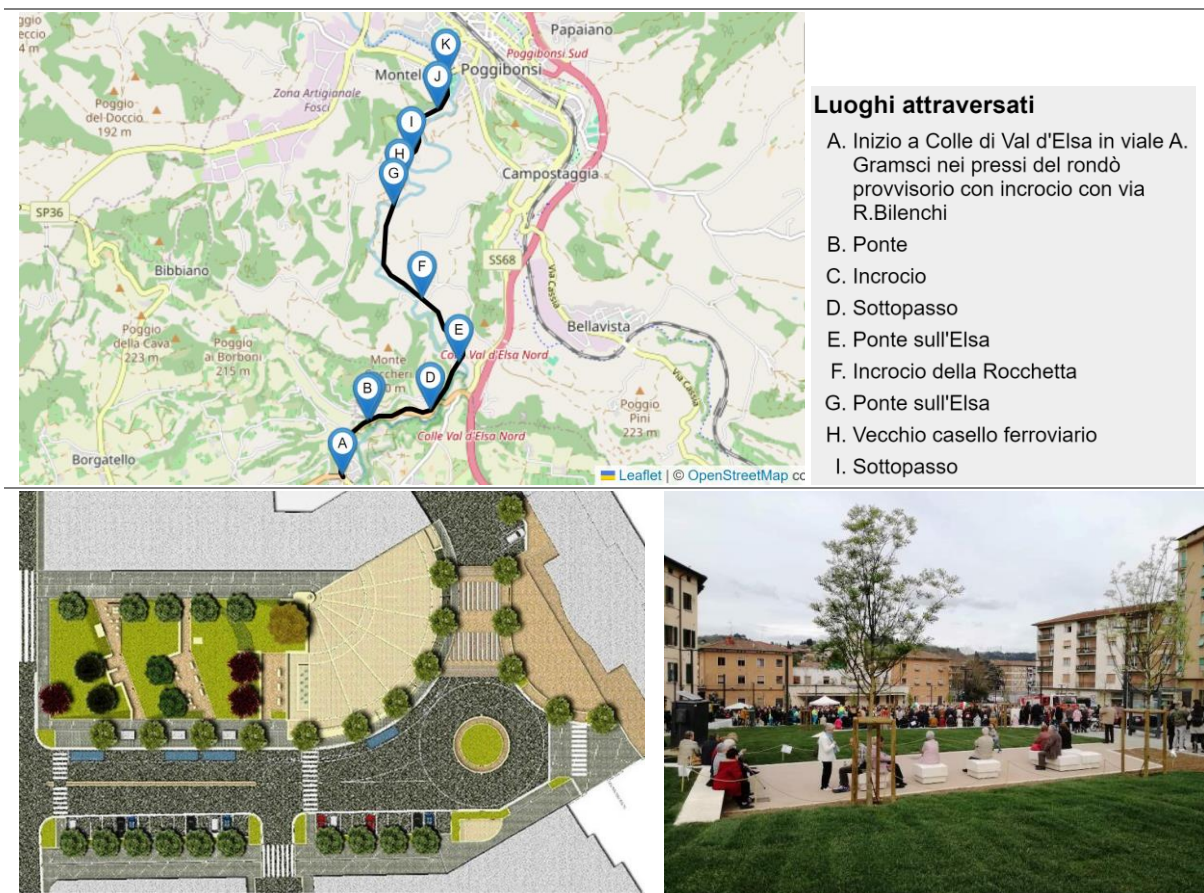 Papaiano
Poggibonsi Sud
K
Montel
Poggibonsi
J
Zona Artigianale
Fosci
Poggio
del Doccio
192 m
I
H
G
Campostaggia
SP36
SS68
Via Cassia
F
Bibbiano
Bellavista
Poggio
della Cava
223 m
Poggio
ai Borboni
215 m
Monte
E
Colle Val d'Elsa Nord
D
B
Via Cassia
Poggio
Pini
223 m
A
Colle Val d'Elsa Nord
Borgatello
Leaflet | © OpenStreetMap co
Luoghi attraversati
A. Inizio a Colle di Val d'Elsa in viale A.
Gramsci nei pressi del rondò
provvisorio con incrocio con via
R.Bilenchi
B. Ponte
C. Incrocio
D. Sottopasso
E. Ponte sull'Elsa
F. Incrocio della Rocchetta
G. Ponte sull'Elsa
H. Vecchio casello ferroviario
I. Sottopasso